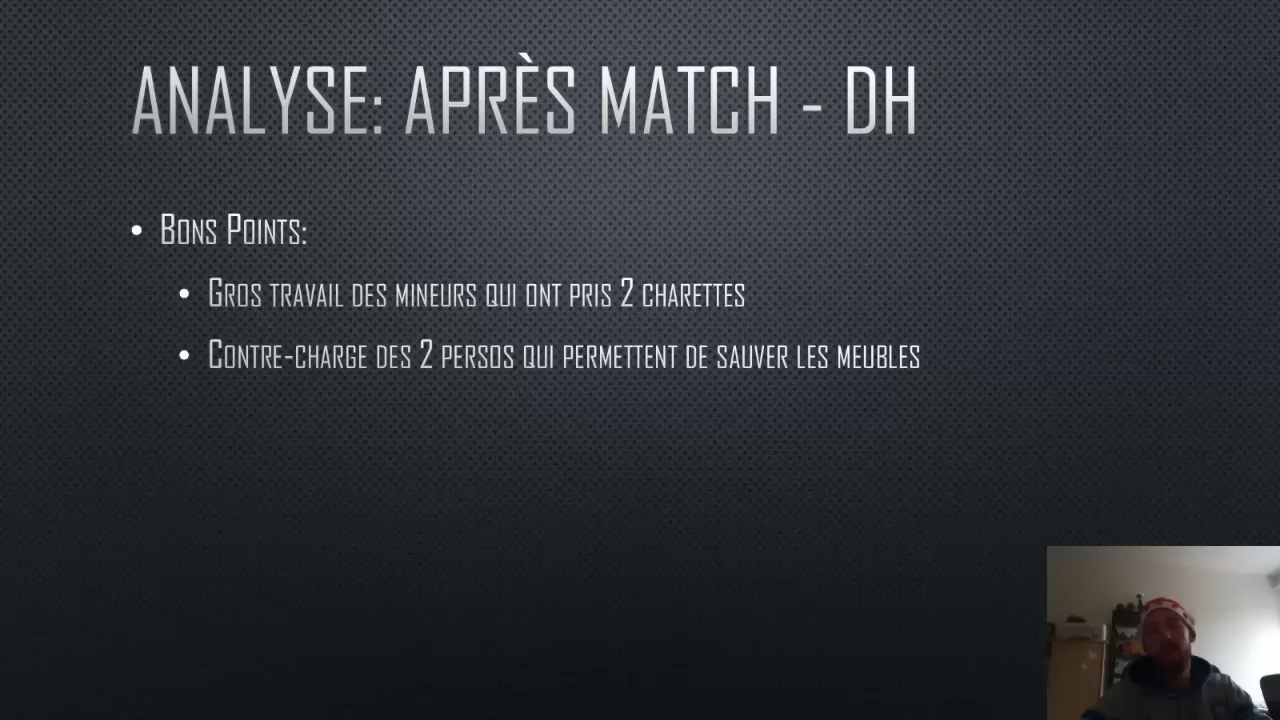 ANALYSE: APRÈS MATCH - DH
• BONS POINTS:
• GROS TRAVAIL DES MINEURS QUI ONT PRIS 2 CHARETTES
• CONTRE-CHARGE DES 2 PERSOS QUI PERMETTENT DE SAUVER LES MEUBLES